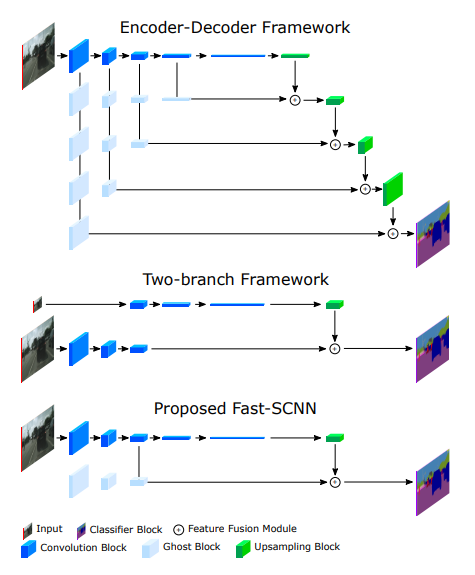 Encoder-Decoder Framework
Two-branch Framework
Proposed Fast-SCNN
Input Classifier Block Feature Fusion Module
Convolution Block Ghost Block Upsampling Block